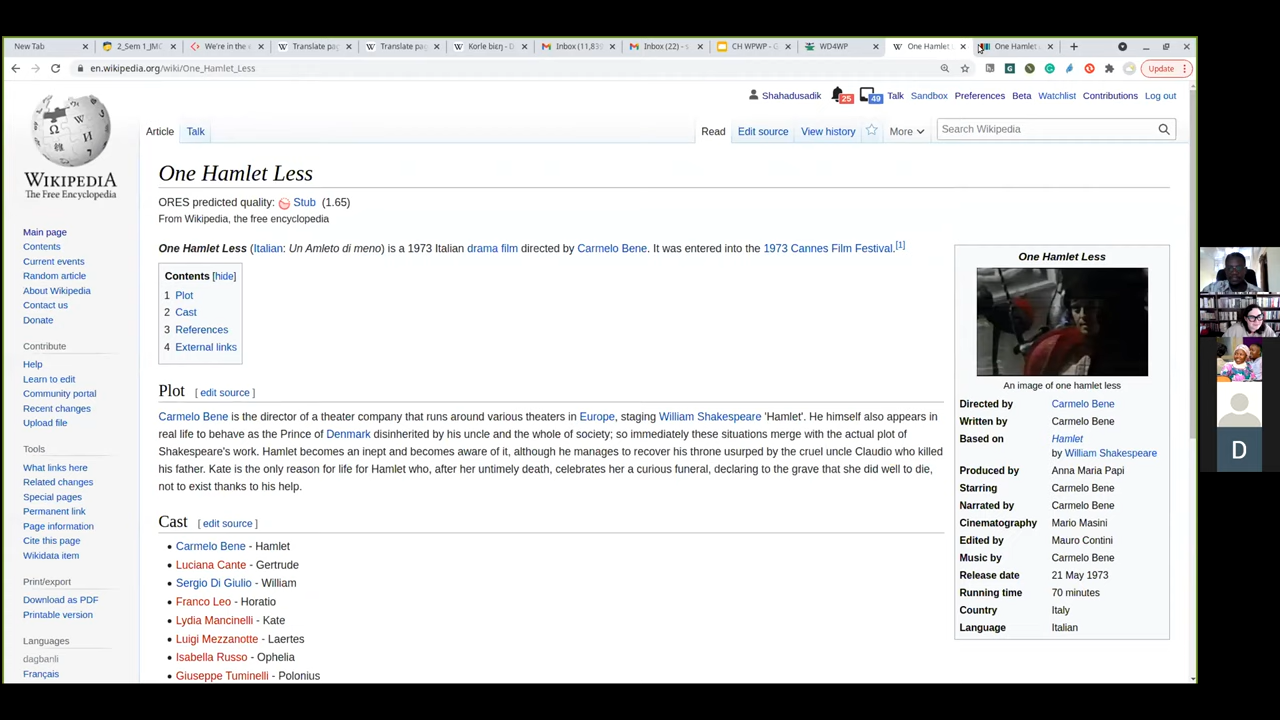 New Tab
2_Sem 1_JMC
We're in the
Translate pag
Translate pag
Korle bieŋ - D
Inbox (11,83
Inbox (22) - s
CH WPWP - G
WD4WP
One Hamlet
One Hamlet
en.wikipedia.org/wiki/One_Hamlet_Less
Update
Shahadusadik
25
49
Talk
Sandbox
Preferences
Beta
Watchlist
Contributions
Log out
Article
Talk
Read
Edit source
View history
More
Search Wikipedia
WIKIPEDIA
The Free Encyclopedia
Main page
Contents
Current events
Random article
About Wikipedia
Contact us
Donate
Contribute
Help
Learn to edit
Community portal
Recent changes
Upload file
Tools
What links here
Related changes
Special pages
Permanent link
Page information
Cite this page
Wikidata item
Print/export
Download as PDF
Printable version
Languages
dagbanli
Français
One Hamlet Less
ORES predicted quality: Stub (1.65)
From Wikipedia, the free encyclopedia
One Hamlet Less (Italian: Un Amleto di meno) is a 1973 Italian drama film directed by Carmelo Bene. It was entered into the 1973 Cannes Film Festival.[1]
Contents [hide]
1 Plot
2 Cast
3 References
4 External links
Plot [ edit source ]
Carmelo Bene is the director of a theater company that runs around various theaters in Europe, staging William Shakespeare 'Hamlet'. He himself also appears in
real life to behave as the Prince of Denmark disinherited by his uncle and the whole of society; so immediately these situations merge with the actual plot of
Shakespeare's work. Hamlet becomes an inept and becomes aware of it, although he manages to recover his throne usurped by the cruel uncle Claudio who killed
his father. Kate is the only reason for life for Hamlet who, after her untimely death, celebrates her a curious funeral, declaring to the grave that she did well to die,
not to exist thanks to his help.
Cast [ edit source ]
Carmelo Bene - Hamlet
Luciana Cante - Gertrude
Sergio Di Giulio - William
Franco Leo - Horatio
Lydia Mancinelli - Kate
Luigi Mezzanotte - Laertes
Isabella Russo - Ophelia
Giuseppe Tuminelli - Polonius
One Hamlet Less
An image of one hamlet less
Directed by Carmelo Bene
Written by Carmelo Bene
Based on Hamlet
by William Shakespeare
Produced by Anna Maria Papi
Starring Carmelo Bene
Narrated by Carmelo Bene
Cinematography Mario Masini
Edited by Mauro Contini
Music by Carmelo Bene
Release date 21 May 1973
Running time 70 minutes
Country Italy
Language Italian
D